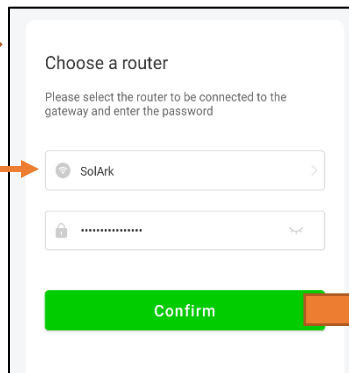 Choose a router
Please select the router to be connected to the
gateway and enter the password
SolArk
•••••••••••••••
Confirm